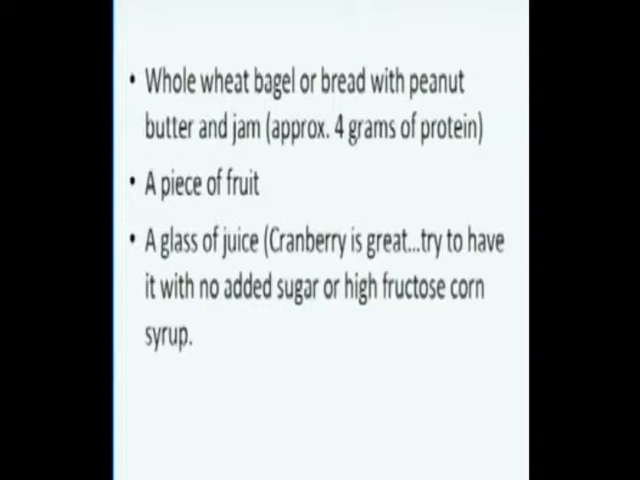 • Whole wheat bagel or bread with peanut
butter and jam (approx. 4 grams of protein)
• A piece of fruit
• A glass of juice (Cranberry is great...try to have
it with no added sugar or high fructose corn
syrup.